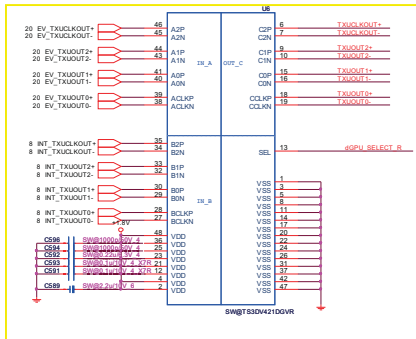 U6
20 EV_TXUCLKOUT+ 46 A2P C2P 6 TXUCLKOUT+
20 EV_TXUCLKOUT- 45 A2N C2N 7 TXUCLKOUT-
IN_A OUT_C
20 EV_TXUOUT2+ 44 A1P C1P 9 TXUOUT2+
20 EV_TXUOUT2- 43 A1N C1N 10 TXUOUT2-
20 EV_TXUOUT1+ 41 A0P C0P 15 TXUOUT1+
20 EV_TXUOUT1- 40 A0N C0N 16 TXUOUT1-
20 EV_TXUOUT0+ 39 ACLKP CCLKP 18 TXUOUT0+
20 EV_TXUOUT0- 38 ACLKN CCLKN 19 TXUOUT0-
8 INT_TXUCLKOUT+ 35 B2P
8 INT_TXUCLKOUT- 34 B2N SEL 13 dGPU_SELECT_R
8 INT_TXUOUT2+ 33 B1P
8 INT_TXUOUT2- 32 B1N VSS 1
VSS 3
8 INT_TXUOUT1+ 30 B0P VSS 5
8 INT_TXUOUT1- 29 B0N IN_B VSS 8
VSS 11
8 INT_TXUOUT0+ 28 BCLKP VSS 14
8 INT_TXUOUT0- 27 BCLKN VSS 17
+1.8V
48 VDD VSS 20
C596 SW@1000p/50V_4 36 VDD VSS 22
C594 SW@1000p/50V_4 25 VDD VSS 24
C592 SW@0.22u/6.3V_4 23 VDD VSS 26
C593 SW@0.1u/10V_4_X7R 21 VDD VSS 31
C591 SW@0.1u/10V_4_X7R 12 VDD VSS 37
4 VDD VSS 42
C589 SW@2.2u/10V_6 2 VDD VSS 47
SW@TS3DV421DGVR